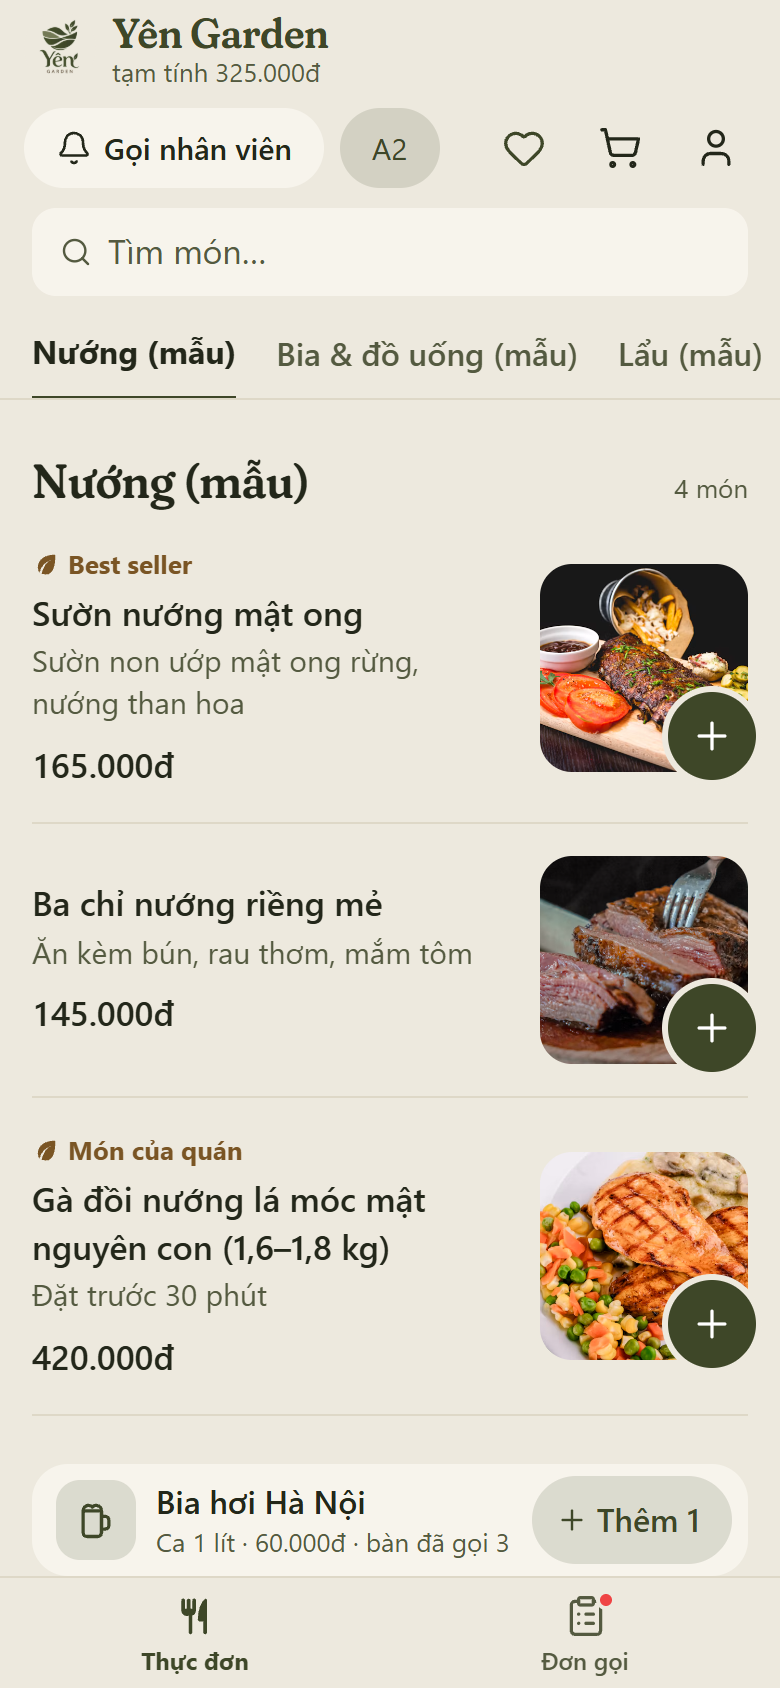 Yên
GARDEN
Yên Garden
tạm tính 325.000đ
Gọi nhân viên
A2
Tìm món...
Nướng (mẫu)
Bia & đồ uống (mẫu)
Lẩu (mẫu)
Nướng (mẫu)
4 món
Best seller
Sườn nướng mật ong
Sườn non ướp mật ong rừng,
nướng than hoa
165.000đ
Ba chỉ nướng riềng mẻ
Ăn kèm bún, rau thơm, mắm tôm
145.000đ
Món của quán
Gà đồi nướng lá móc mật
nguyên con (1,6–1,8 kg)
Đặt trước 30 phút
420.000đ
Bia hơi Hà Nội
Ca 1 lít · 60.000đ · bàn đã gọi 3
+ Thêm 1
Thực đơn
Đơn gọi